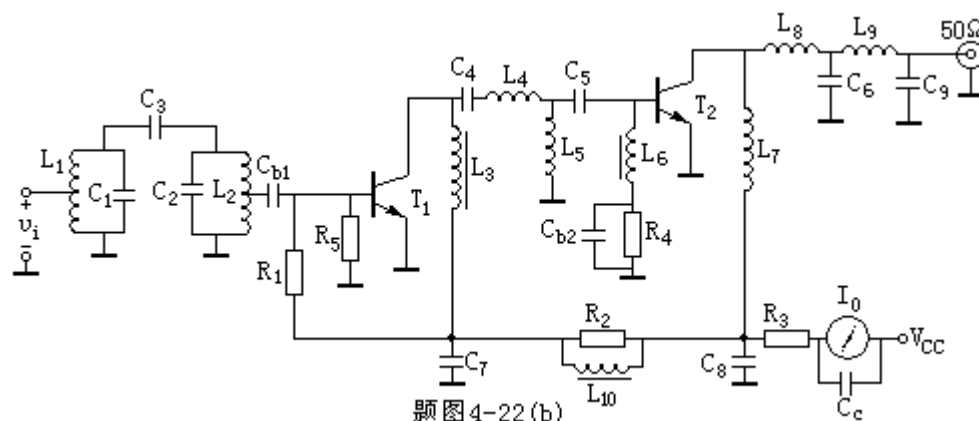 L8
L9
50Ω
C4
L4
C5
C6
C9
C3
T2
L1
Cb1
L5
L6
L7
C1
C2
L2
L3
T1
R5
Cb2
R4
+
υi
−
R1
I0
R2
R3
VCC
C7
C8
L10
Cc
题图4-22(b)